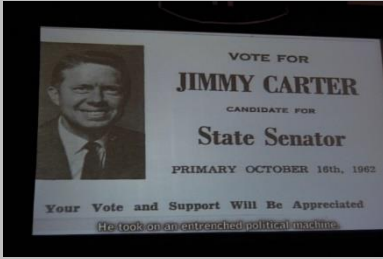 VOTE FOR
JIMMY CARTER
CANDIDATE FOR
State Senator
PRIMARY OCTOBER 16th, 1962
Your Vote and Support Will Be Appreciated
He took on an entrenched political machine.